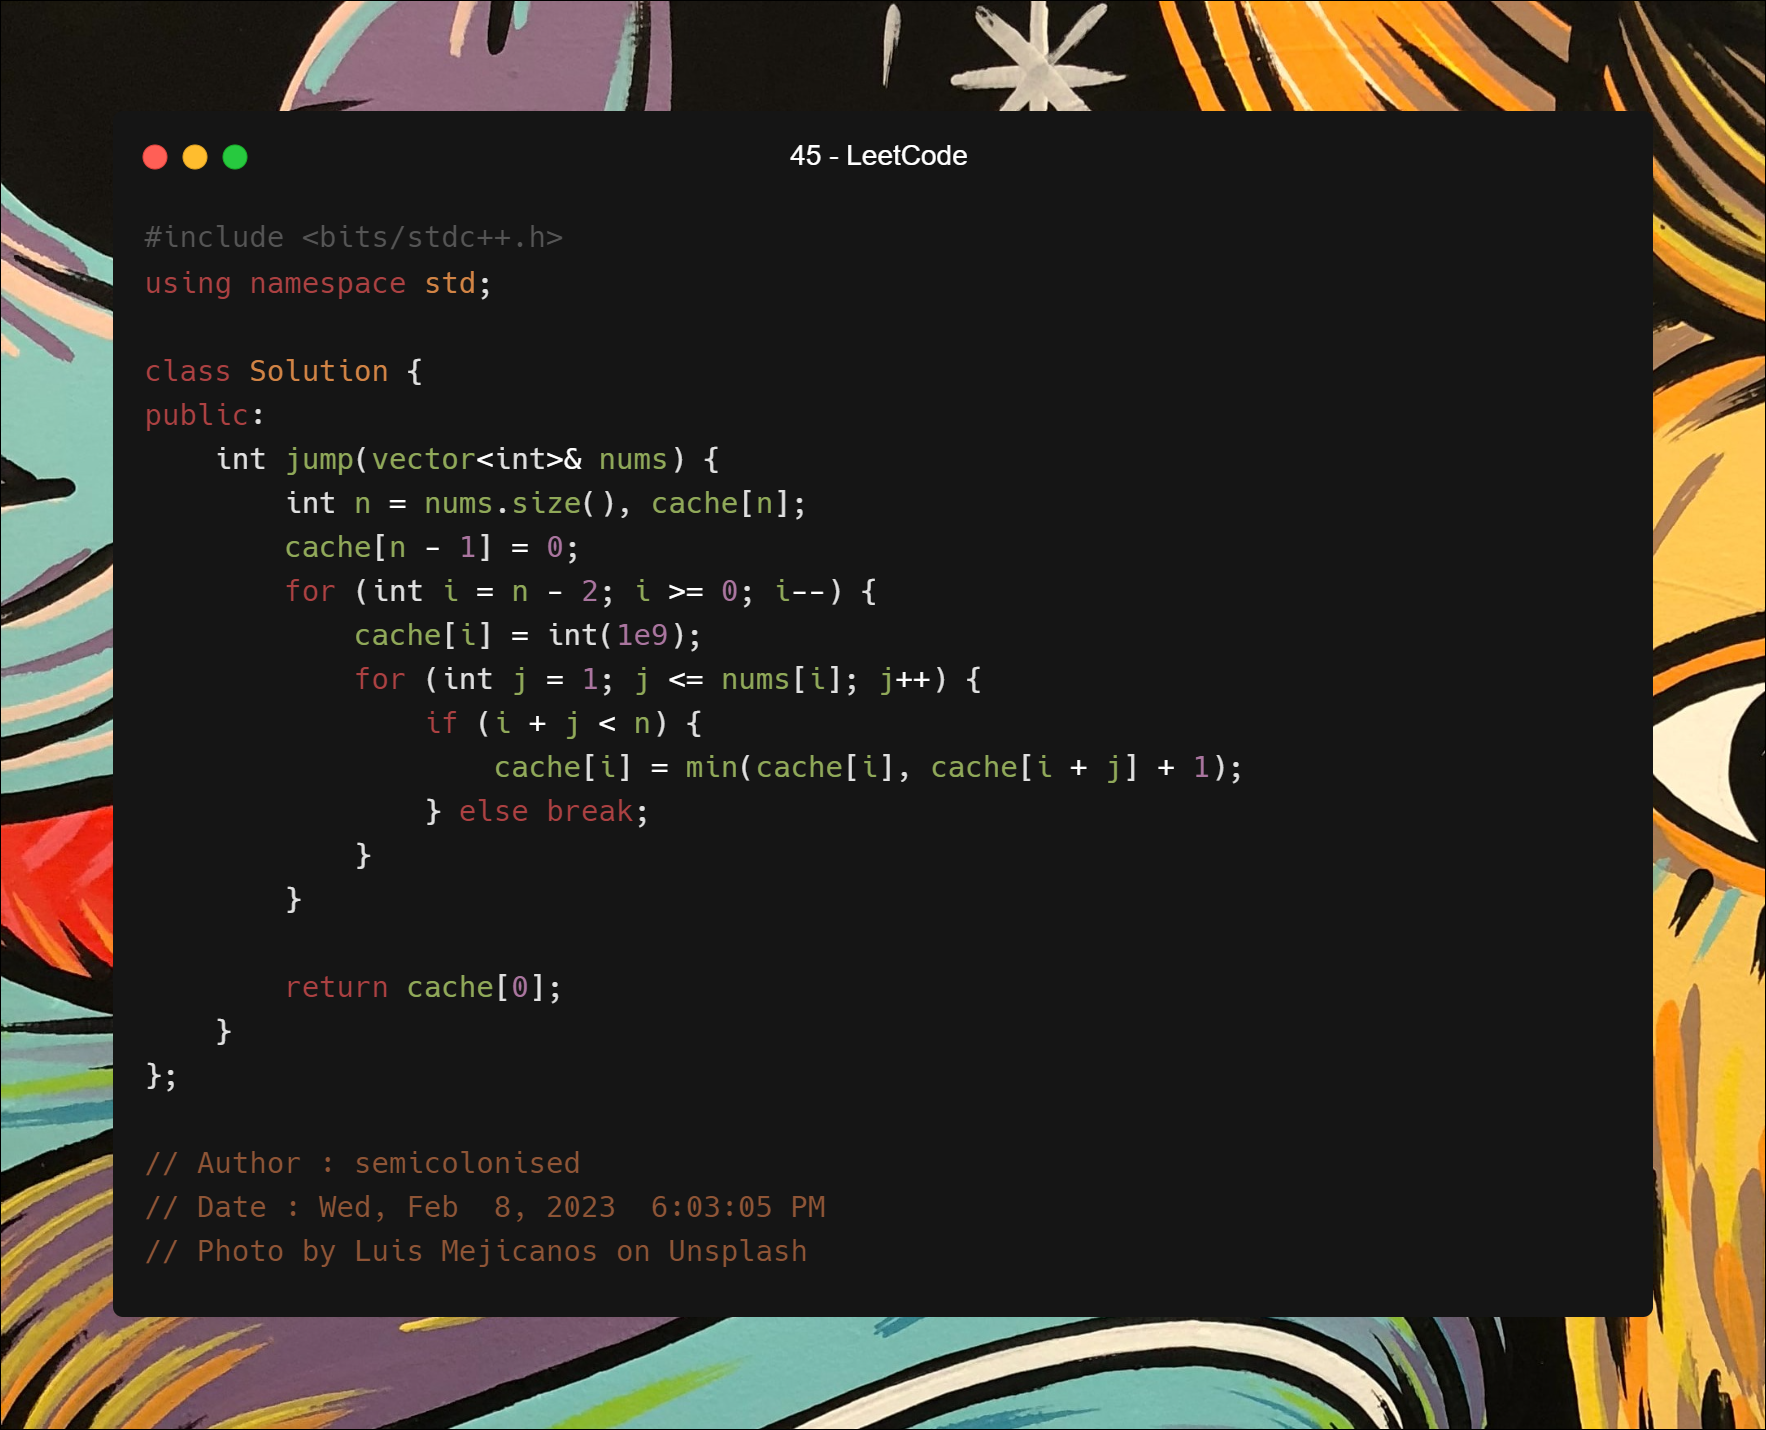 45 - LeetCode
#include <bits/stdc++.h>
using namespace std;
class Solution {
public:
    int jump(vector<int>& nums) {
        int n = nums.size(), cache[n];
        cache[n - 1] = 0;
        for (int i = n - 2; i >= 0; i--) {
            cache[i] = int(1e9);
            for (int j = 1; j <= nums[i]; j++) {
                if (i + j < n) {
                    cache[i] = min(cache[i], cache[i + j] + 1);
                } else break;
            }
        }
        return cache[0];
    }
};
// Author : semicolonised
// Date : Wed, Feb  8, 2023  6:03:05 PM
// Photo by Luis Mejicanos on Unsplash